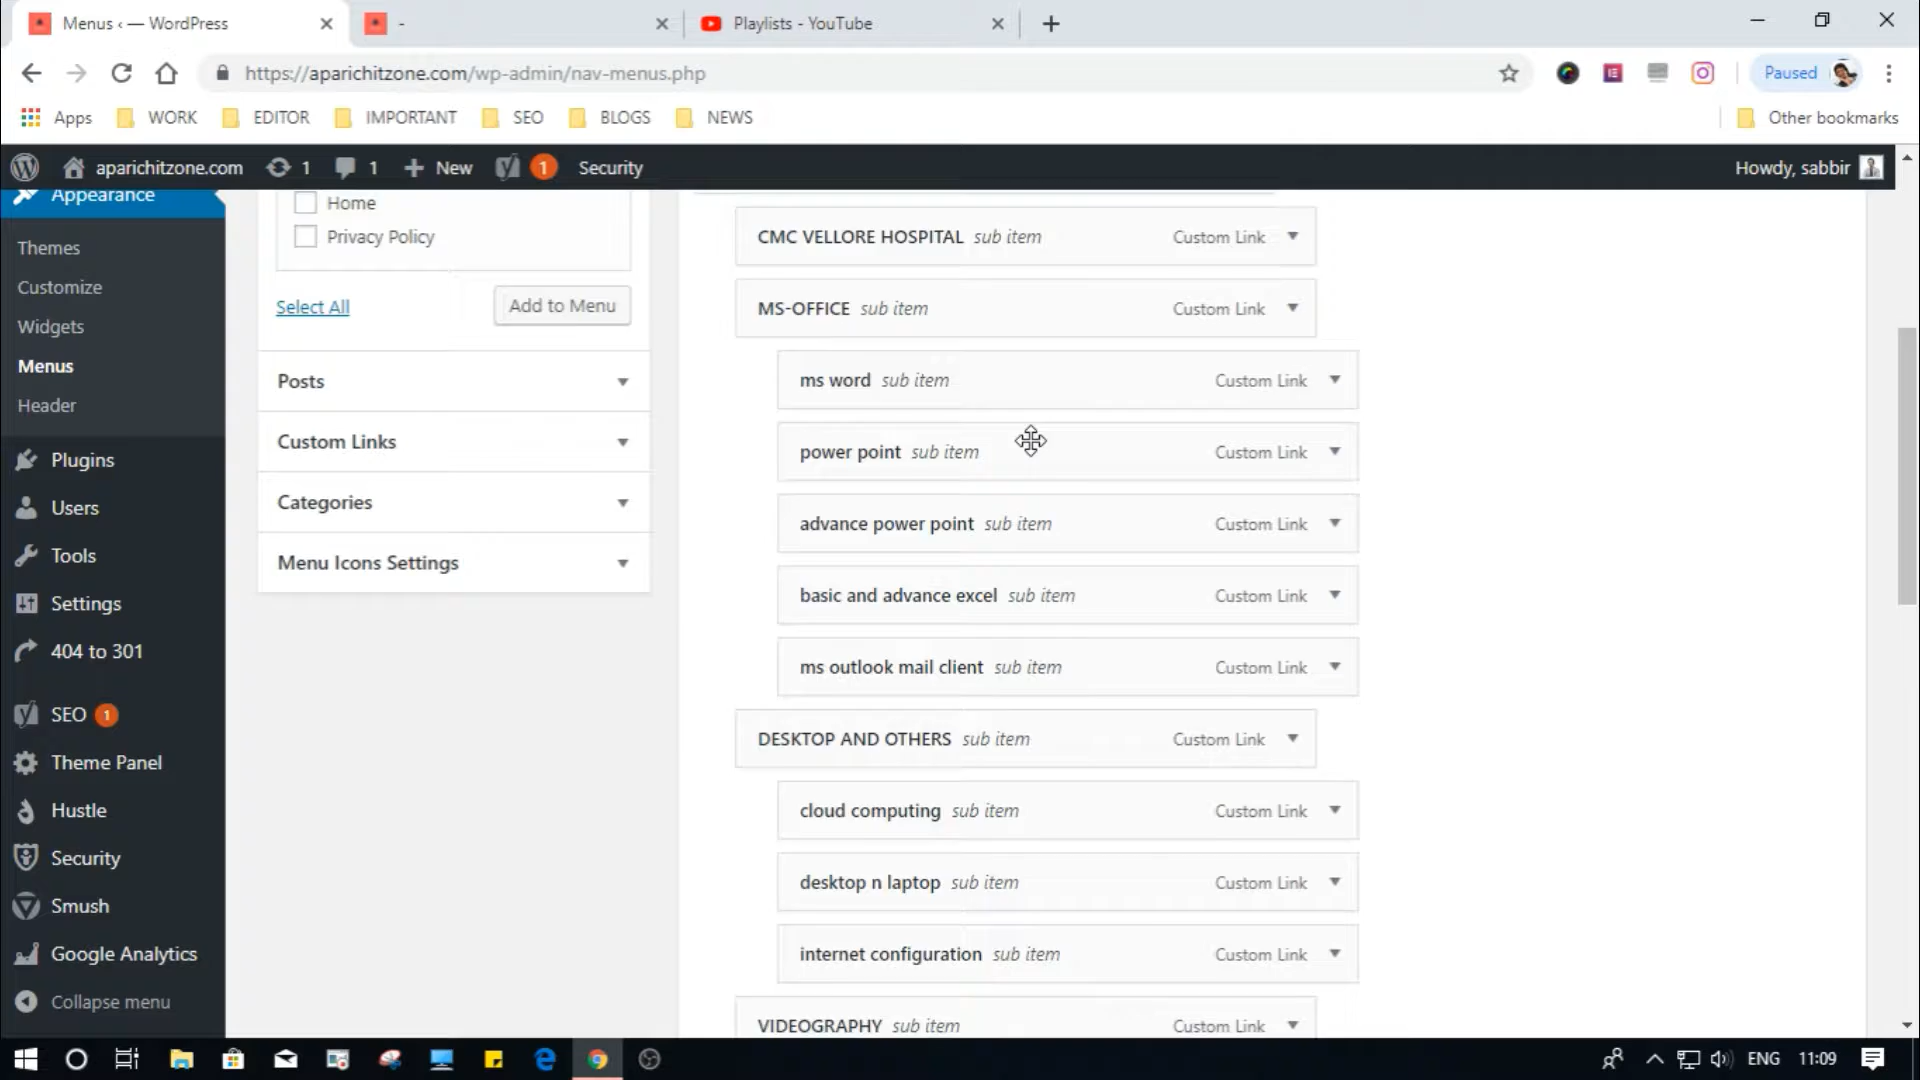 Menus ‹ — WordPress
-
Playlists - YouTube
https://aparichitzone.com/wp-admin/nav-menus.php
Paused
Apps
WORK
EDITOR
IMPORTANT
SEO
BLOGS
NEWS
Other bookmarks
aparichitzone.com
1
1
New
1
Security
Howdy, sabbir
Appearance
Themes
Customize
Widgets
Menus
Header
Plugins
Users
Tools
Settings
404 to 301
SEO 1
Theme Panel
Hustle
Security
Smush
Google Analytics
Collapse menu
Home
Privacy Policy
Select All
Add to Menu
Posts
Custom Links
Categories
Menu Icons Settings
CMC VELLORE HOSPITAL sub item Custom Link
MS-OFFICE sub item Custom Link
ms word sub item Custom Link
power point sub item Custom Link
advance power point sub item Custom Link
basic and advance excel sub item Custom Link
ms outlook mail client sub item Custom Link
DESKTOP AND OTHERS sub item Custom Link
cloud computing sub item Custom Link
desktop n laptop sub item Custom Link
internet configuration sub item Custom Link
VIDEOGRAPHY sub item Custom Link
ENG
11:09